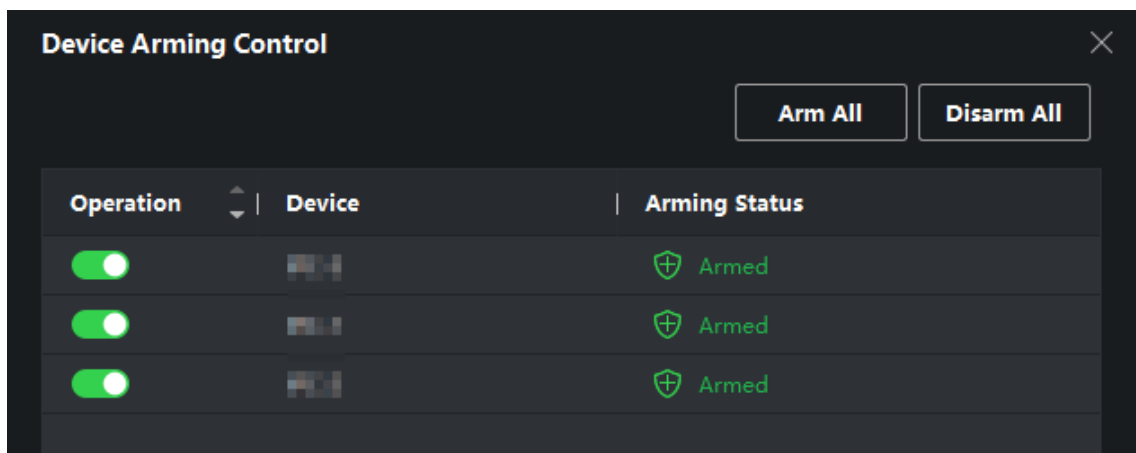 Device Arming Control
Arm All Disarm All
Operation Device Arming Status
Armed
Armed
Armed